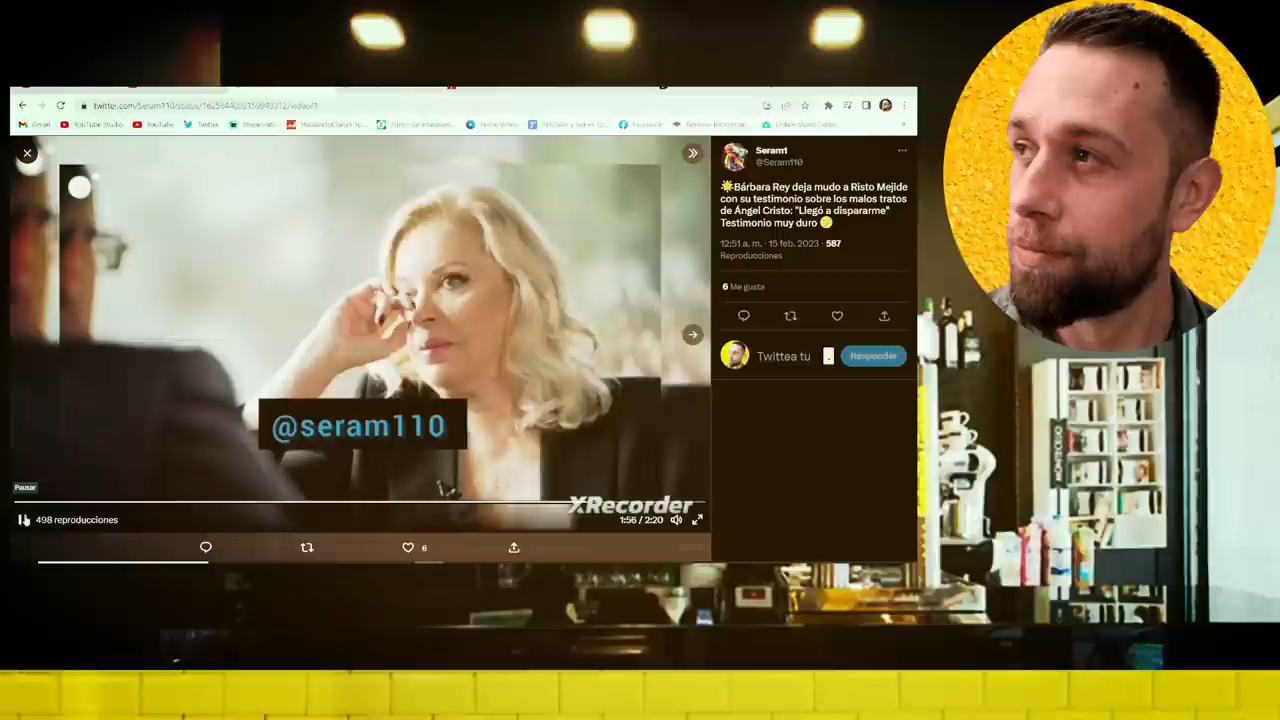 twitter.com/Seram110/status/
Gmail YouTube Studio YouTube Twitter
Facebook
Seram1
@Seram110
Bárbara Rey deja mudo a Risto Mejide
con su testimonio sobre los malos tratos
de Ángel Cristo: "Llegó a dispararme"
Testimonio muy duro
12:51 a. m. · 15 feb. 2023 · 587
Reproducciones
6 Me gusta
Twittea tu
Responder
@seram110
Pausar
XRecorder
498 reproducciones
1:56 / 2:20
6